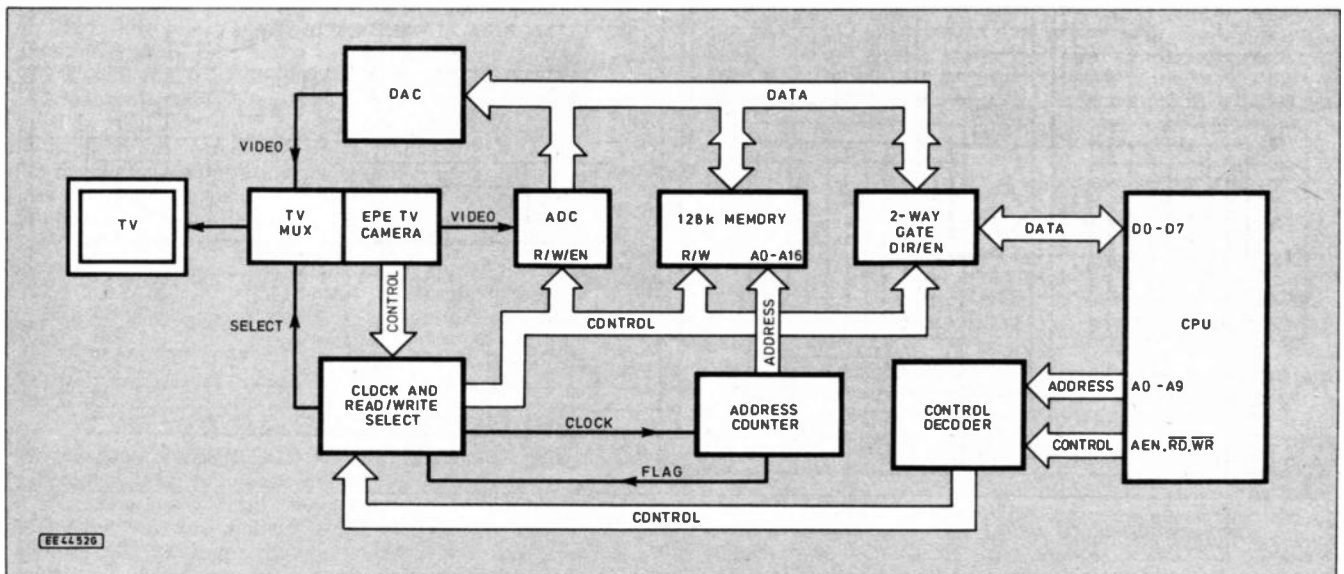 DAC
DATA
VIDEO
TV
TV
MUX
EPE TV
CAMERA
VIDEO
ADC
R/W/EN
128k MEMORY
R/W
A0-A16
2-WAY
GATE
DIR/EN
DATA
D0-D7
CPU
CONTROL
SELECT
CONTROL
ADDRESS
CLOCK AND
READ/WRITE
SELECT
CLOCK
ADDRESS
COUNTER
FLAG
CONTROL
DECODER
ADDRESS
A0-A9
CONTROL
AEN, RD, WR
CONTROL
EE4452G